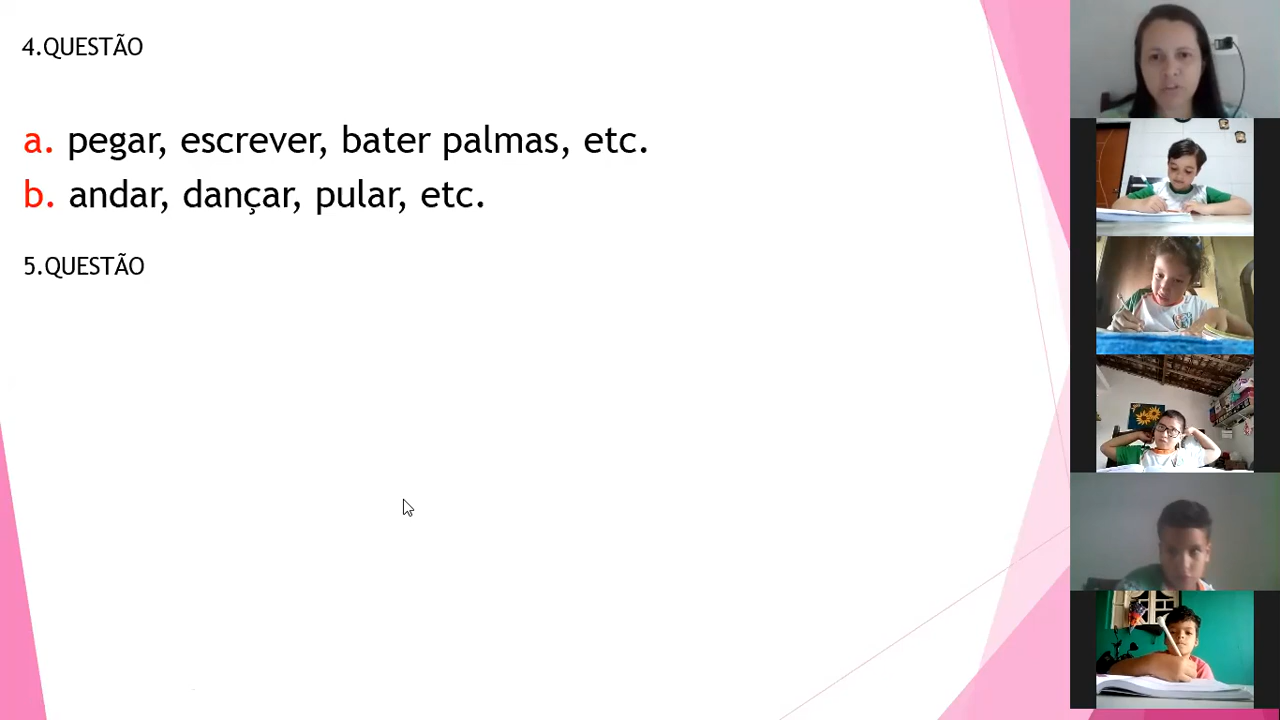 4.QUESTÃO
a. pegar, escrever, bater palmas, etc.
b. andar, dançar, pular, etc.
5.QUESTÃO